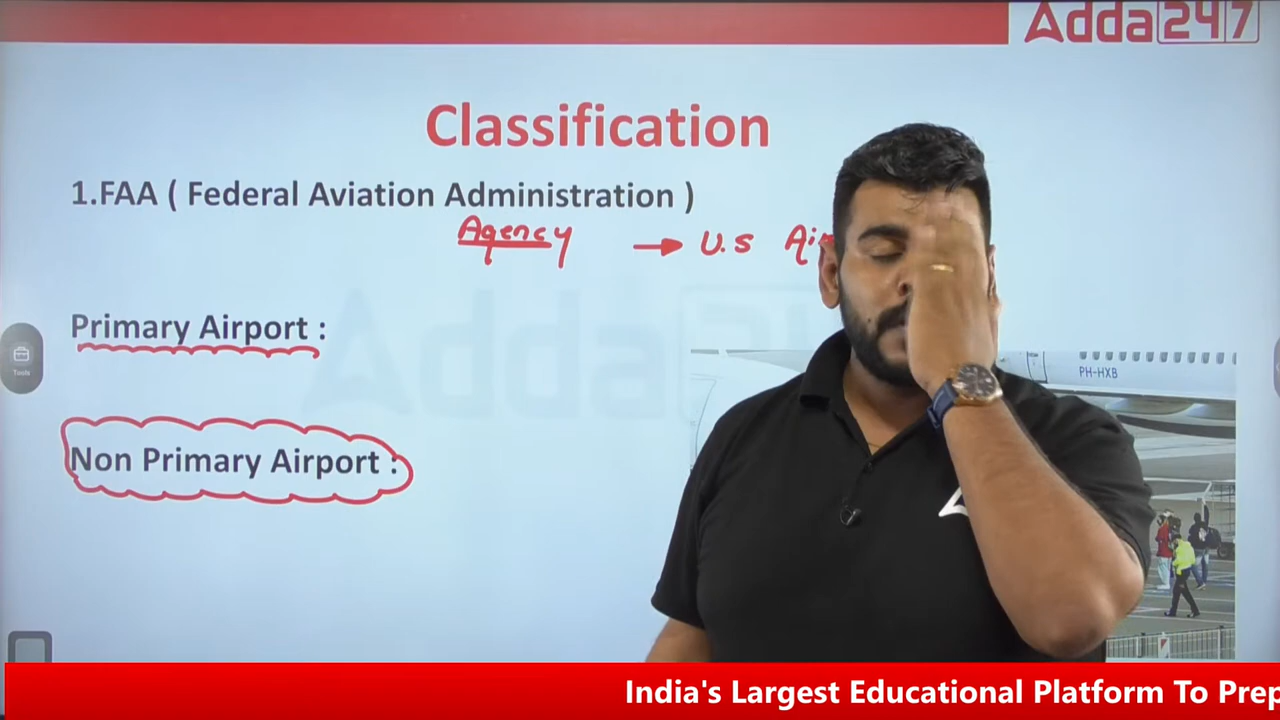 Adda247
Classification
1.FAA ( Federal Aviation Administration )
Agency → U.S
Primary Airport :
Non Primary Airport :
Tools
PH-HXB
India's Largest Educational Platform To